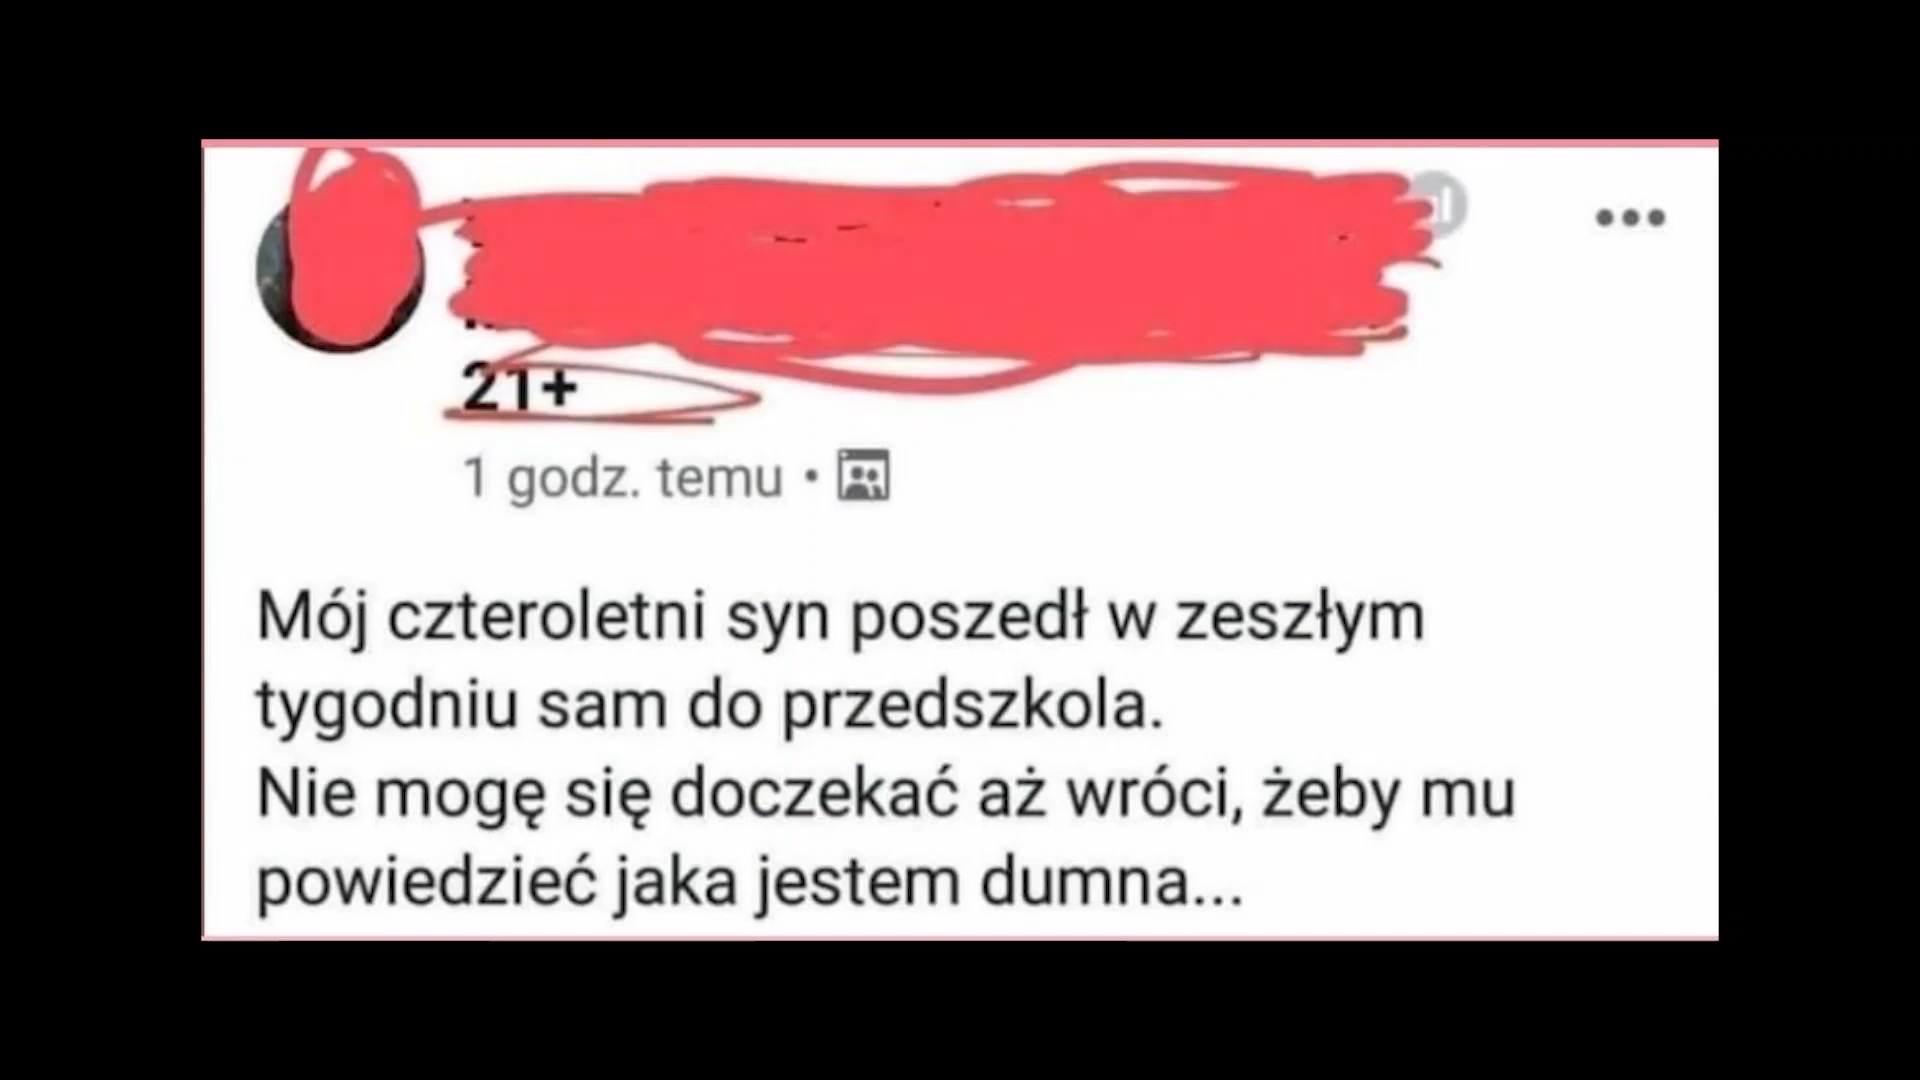 21+
1 godz. temu •
Mój czteroletni syn poszedł w zeszłym
tygodniu sam do przedszkola.
Nie mogę się doczekać aż wróci, żeby mu
powiedzieć jaka jestem dumna...